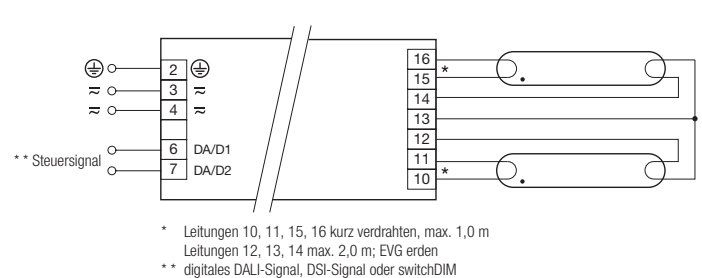 16
15 *
14
13
12
11
10 *
2
3
4
6 DA/D1
7 DA/D2
* * Steuersignal
* Leitungen 10, 11, 15, 16 kurz verdrahten, max. 1,0 m
Leitungen 12, 13, 14 max. 2,0 m; EVG erden
* * digitales DALI-Signal, DSI-Signal oder switchDIM